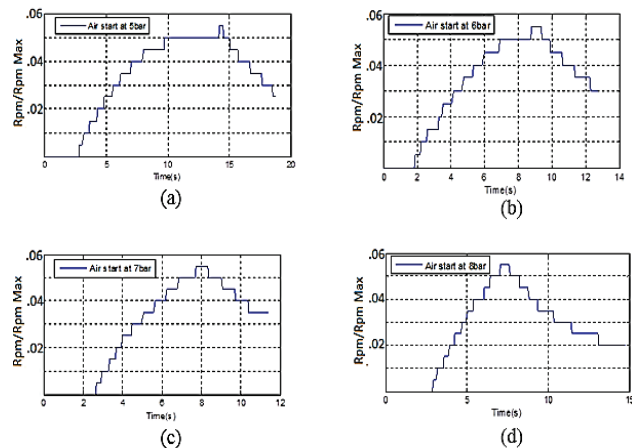 .06
Air start at 5bar
.04
.02
Rpm/Rpm Max
0 5 10 15 20
Time(s)
(a)
.06
Air start at 6bar
.04
.02
Rpm/Rpm Max
0 2 4 6 8 10 12 14
Time(s)
(b)
.06
Air start at 7bar
.04
.02
Rpm/Rpm Max
0 2 4 6 8 10 12
Time(s)
(c)
.06
Air start at 8bar
.04
.02
Rpm/Rpm Max
0 5 10 15
Time(s)
(d)